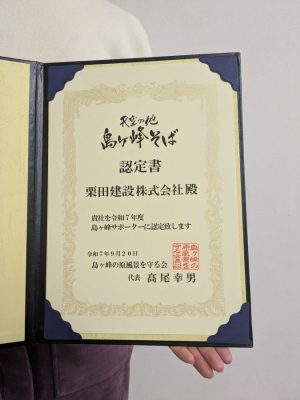 天空の地
島ヶ峰そば
認定書
栗田建設株式会社殿
貴社を令和7年度
島ヶ峰サポーターに認定致します
令和7年9月20日
島ヶ峰の原風景を守る会
代表 髙尾幸男